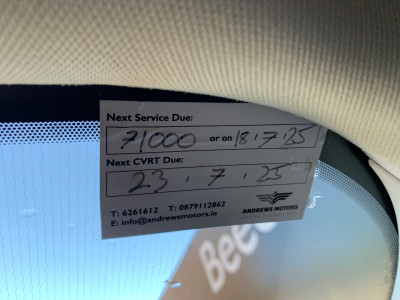 Next Service Due:
71000 or on 18.7.25
Next CVRT Due:
23.7.25
T: 6261612 T: 0879112862
E: info@andrewsmotors.ie
ANDREWS MOTORS